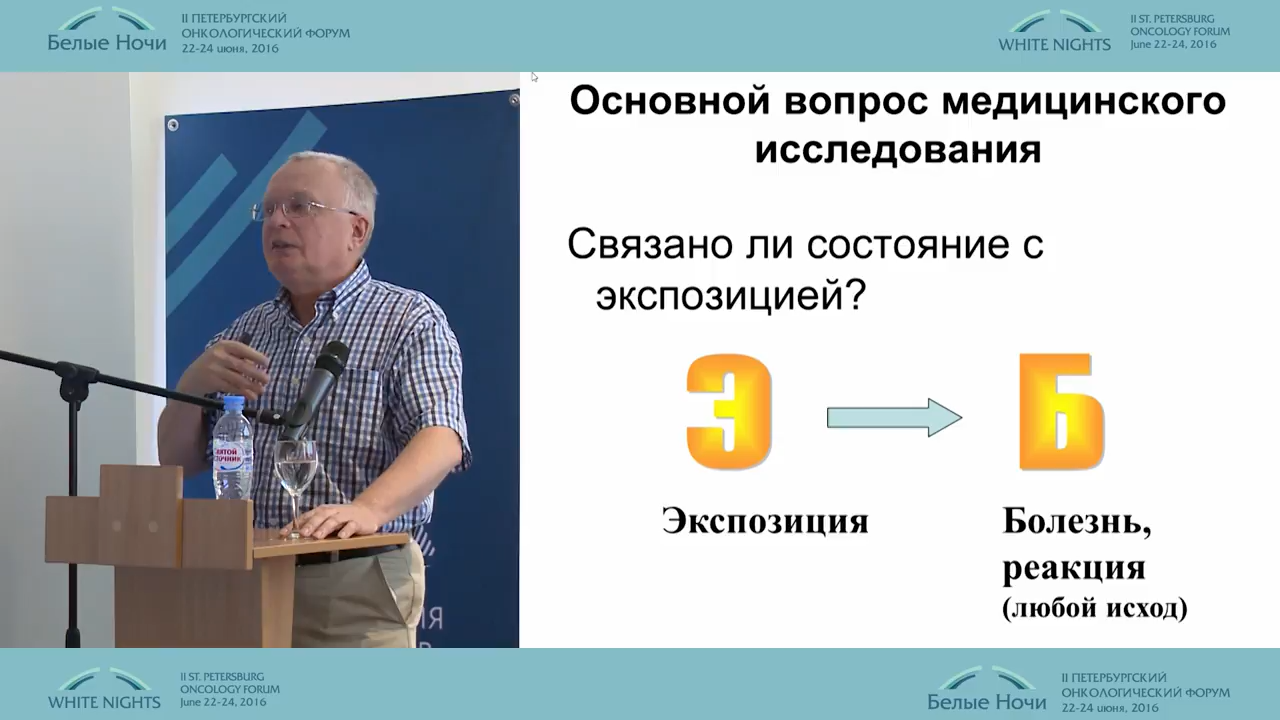 II ПЕТЕРБУРГСКИЙ
ОНКОЛОГИЧЕСКИЙ ФОРУМ
22-24 июня, 2016
Белые Ночи
II ST. PETERSBURG
ONCOLOGY FORUM
June 22-24, 2016
WHITE NIGHTS
Основной вопрос медицинского
исследования
Связано ли состояние с
экспозицией?
Э
Б
Экспозиция
Болезнь,
реакция
(любой исход)
II ST. PETERSBURG
ONCOLOGY FORUM
June 22-24, 2016
WHITE NIGHTS
II ПЕТЕРБУРГСКИЙ
ОНКОЛОГИЧЕСКИЙ ФОРУМ
22-24 июня, 2016
Белые Ночи